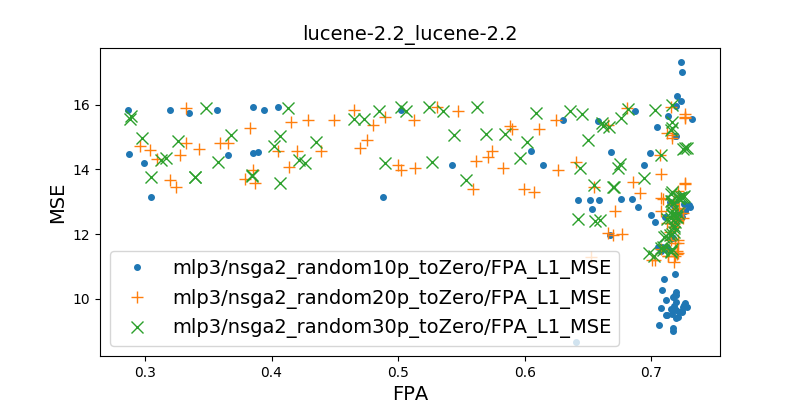 lucene-2.2_lucene-2.2
MSE
16
14
12
10
mlp3/nsga2_random10p_toZero/FPA_L1_MSE
mlp3/nsga2_random20p_toZero/FPA_L1_MSE
mlp3/nsga2_random30p_toZero/FPA_L1_MSE
0.3 0.4 0.5 0.6 0.7
FPA